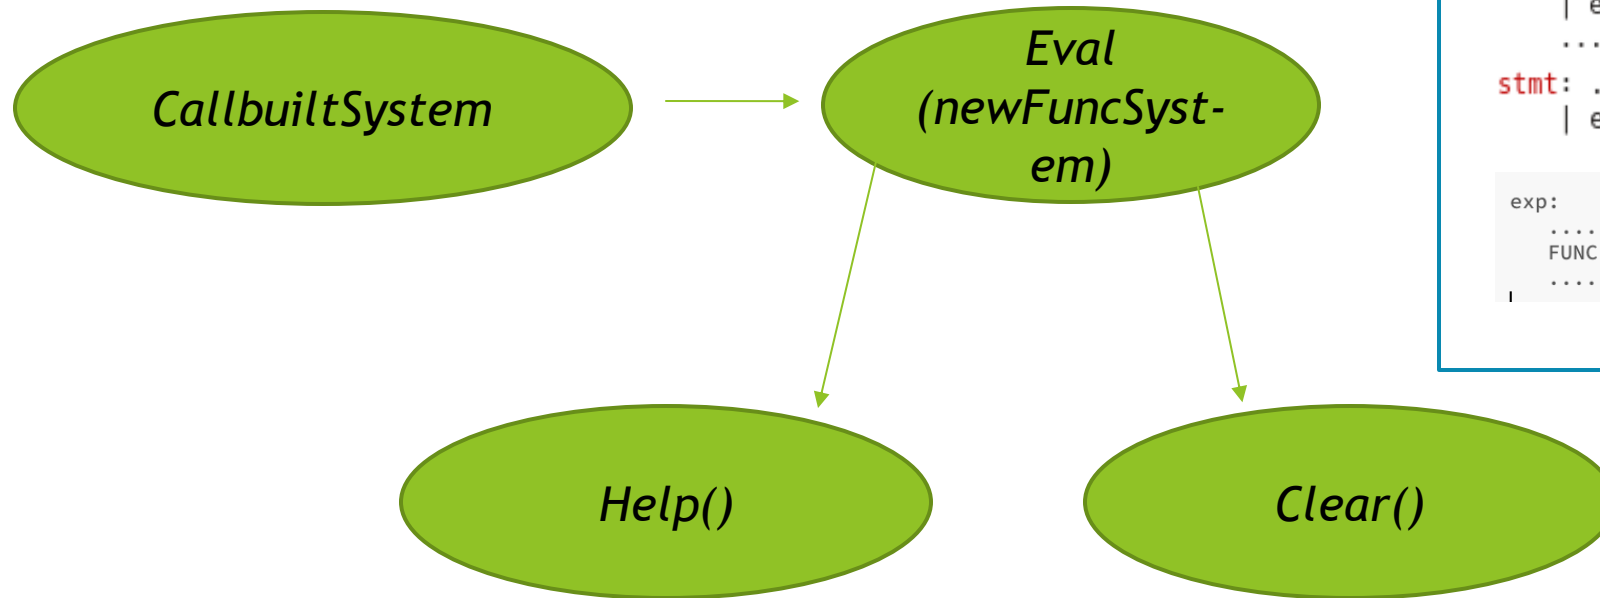 CallbuiltSystem
Eval
(newFuncSyst-
em)
Help()
Clear()
| e
...
stmt: .
| e
exp:
....
FUNC
....